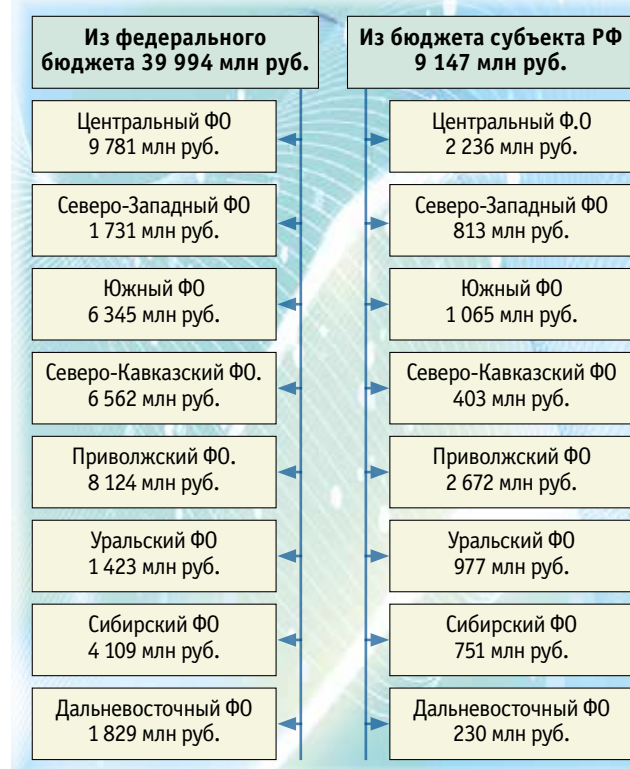 Из федерального
бюджета 39 994 млн руб.
Центральный ФО
9 781 млн руб.
Северо-Западный ФО
1 731 млн руб.
Южный ФО
6 345 млн руб.
Северо-Кавказский ФО.
6 562 млн руб.
Приволжский ФО.
8 124 млн руб.
Уральский ФО
1 423 млн руб.
Сибирский ФО
4 109 млн руб.
Дальневосточный ФО
1 829 млн руб.
Из бюджета субъекта РФ
9 147 млн руб.
Центральный Ф.О
2 236 млн руб.
Северо-Западный ФО
813 млн руб.
Южный ФО
1 065 млн руб.
Северо-Кавказский ФО
403 млн руб.
Приволжский ФО
2 672 млн руб.
Уральский ФО
977 млн руб.
Сибирский ФО
751 млн руб.
Дальневосточный ФО
230 млн руб.